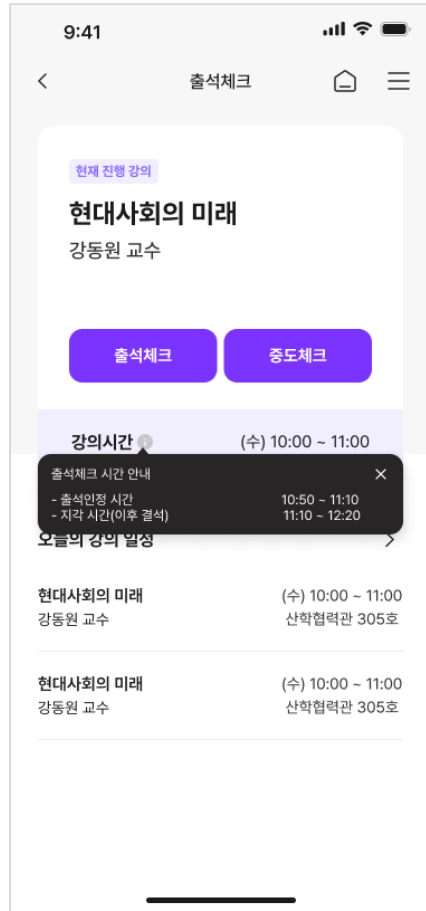 9:41
출석체크
현재 진행 강의
현대사회의 미래
강동원 교수
출석체크 중도체크
강의시간 (수) 10:00 ~ 11:00
출석체크 시간 안내
- 출석인정 시간 10:50 ~ 11:10
- 지각 시간(이후 결석) 11:10 ~ 12:20
오늘의 강의 일정
현대사회의 미래 (수) 10:00 ~ 11:00
강동원 교수 산학협력관 305호
현대사회의 미래 (수) 10:00 ~ 11:00
강동원 교수 산학협력관 305호